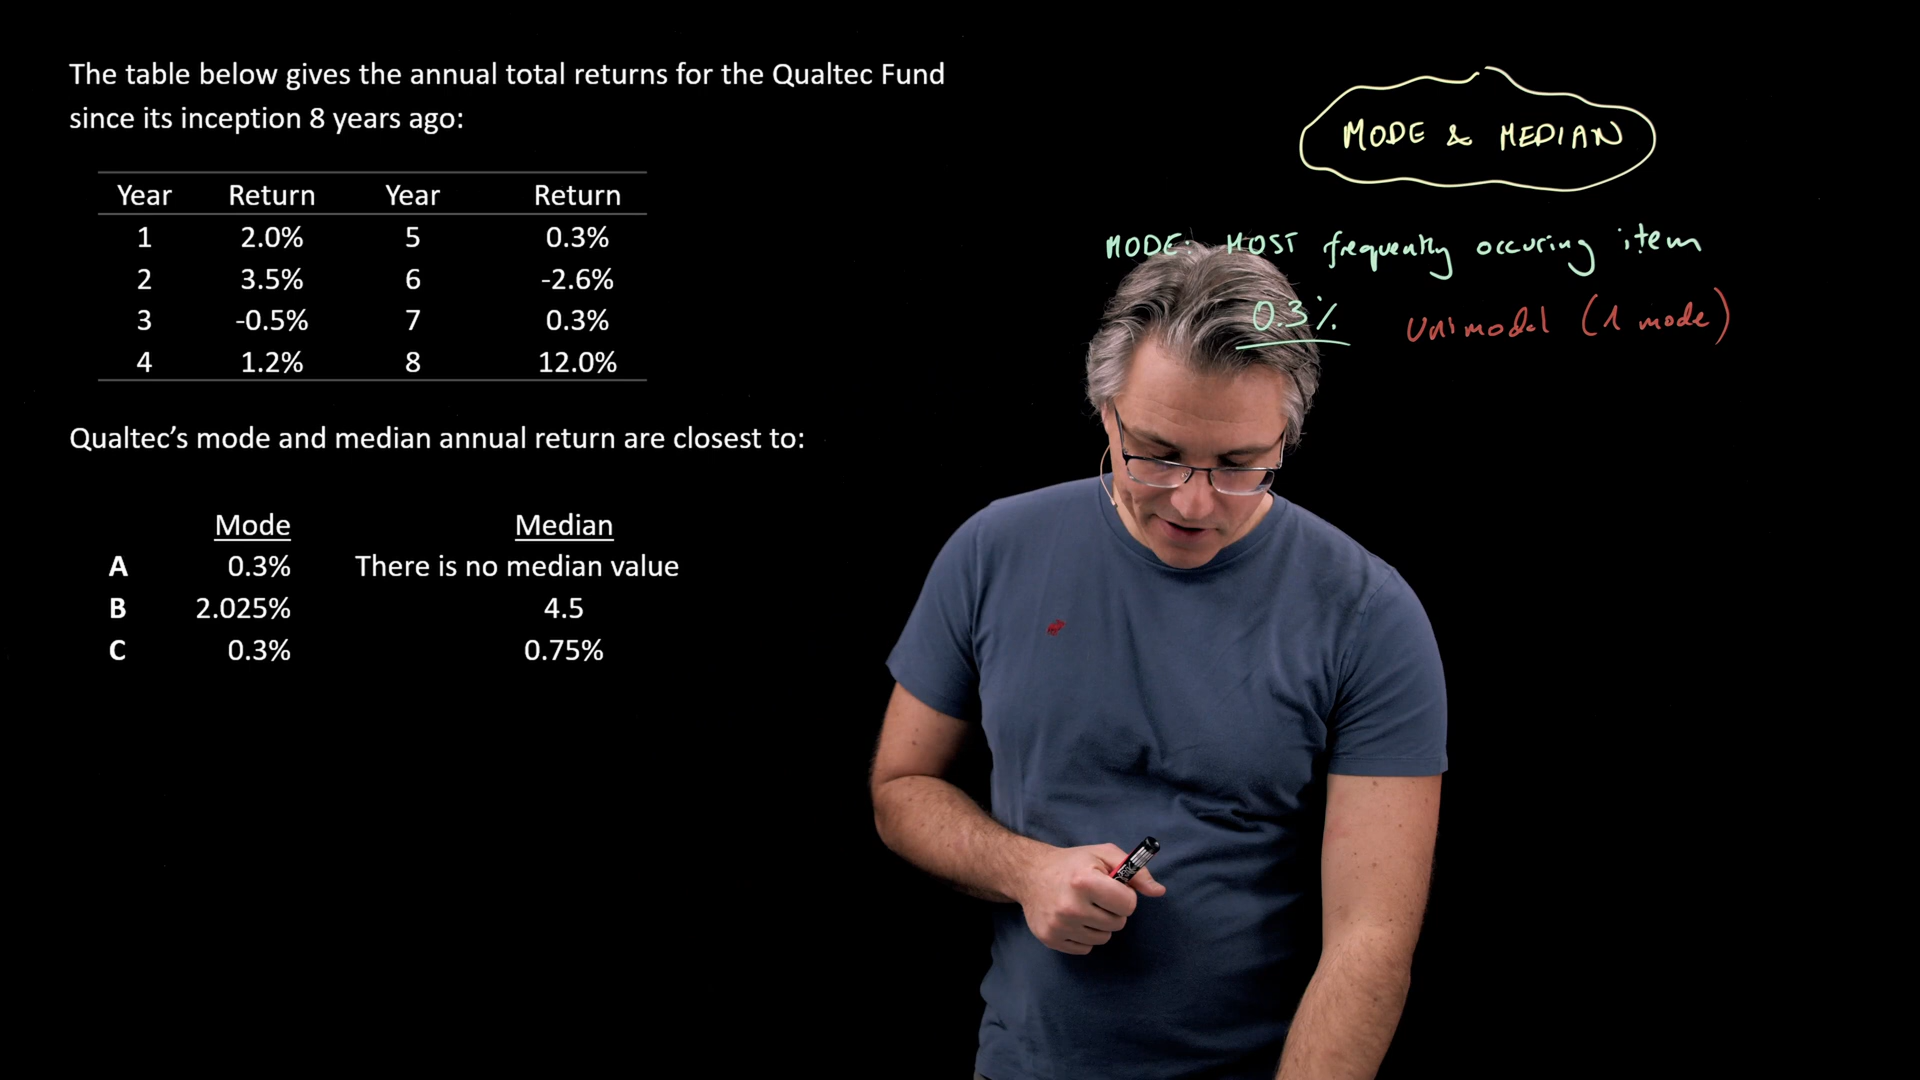 The table below gives the annual total returns for the Qualtec Fund
since its inception 8 years ago:
Year Return Year Return
1 2.0% 5 0.3%
2 3.5% 6 -2.6%
3 -0.5% 7 0.3%
4 1.2% 8 12.0%
Qualtec’s mode and median annual return are closest to:
Mode Median
A 0.3% There is no median value
B 2.025% 4.5
C 0.3% 0.75%
MODE & MEDIAN
MODE: MOST frequently occuring item
0.3% Unimodal (1 mode)